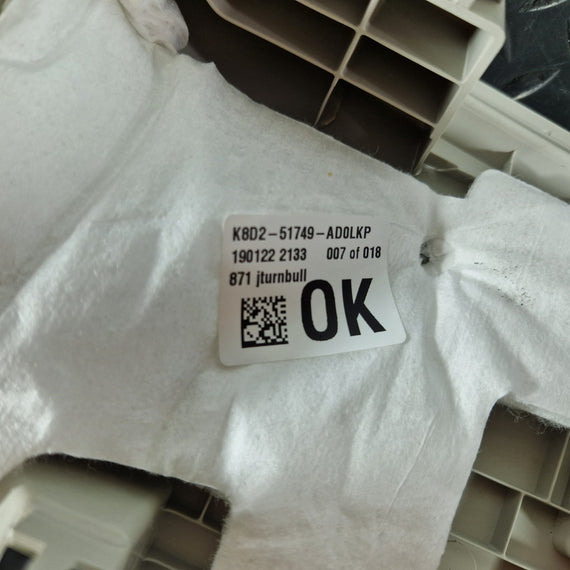 K8D2-51749-AD0LKP
190122 2133 007 of 018
871 jturnbull
OK